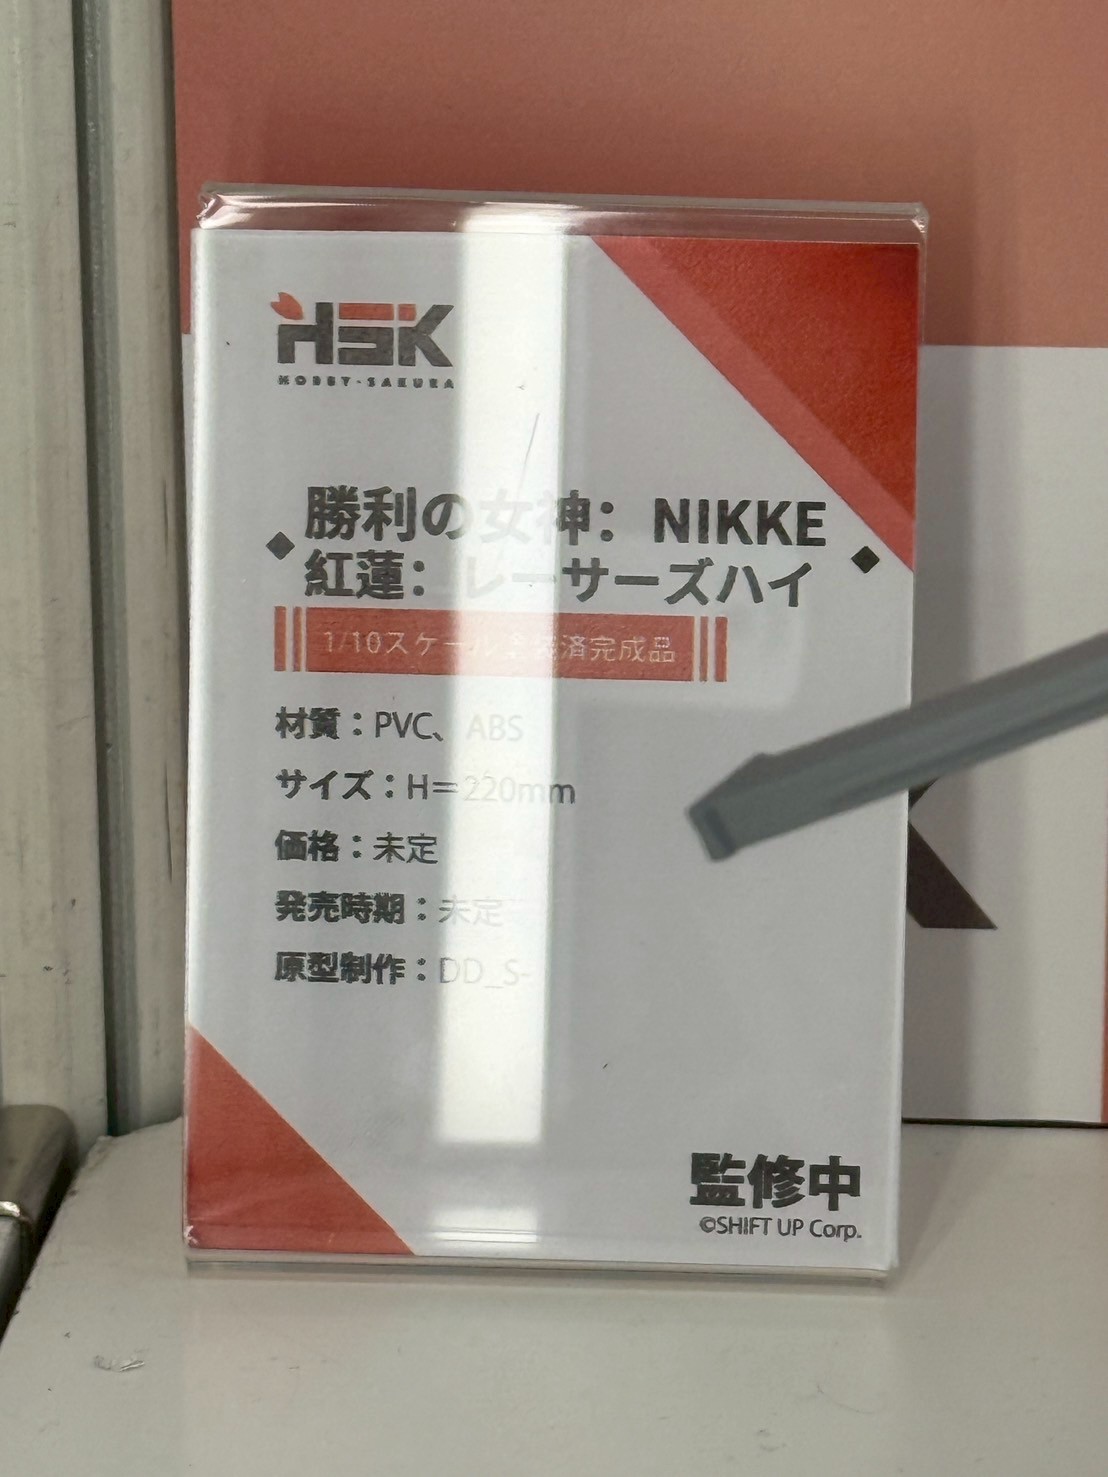 HSK
HOBBY-SAKURA
勝利の女神：NIKKE
紅蓮：レーサーズハイ
1/10スケール塗装済完成品
材質：PVC、ABS
サイズ：H＝220mm
価格：未定
発売時期：未定
原型制作：DD_S-
監修中
©SHIFT UP Corp.